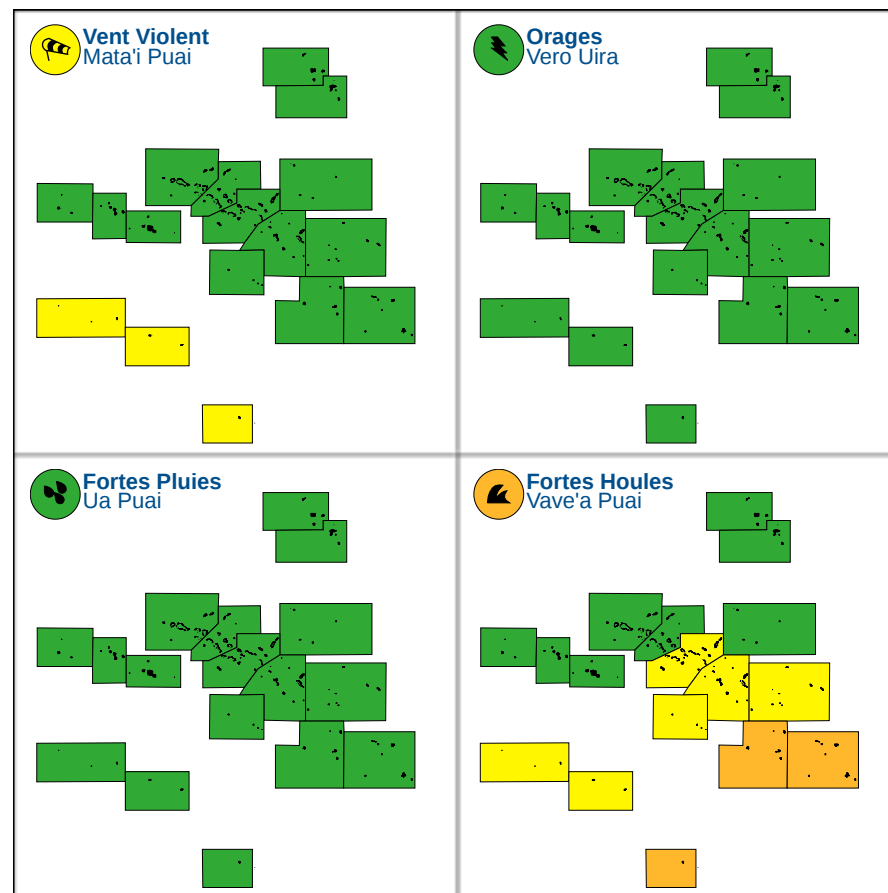 Vent Violent
Mata'i Puai
Orages
Vero Uira
Fortes Pluies
Ua Puai
Fortes Houles
Vave'a Puai